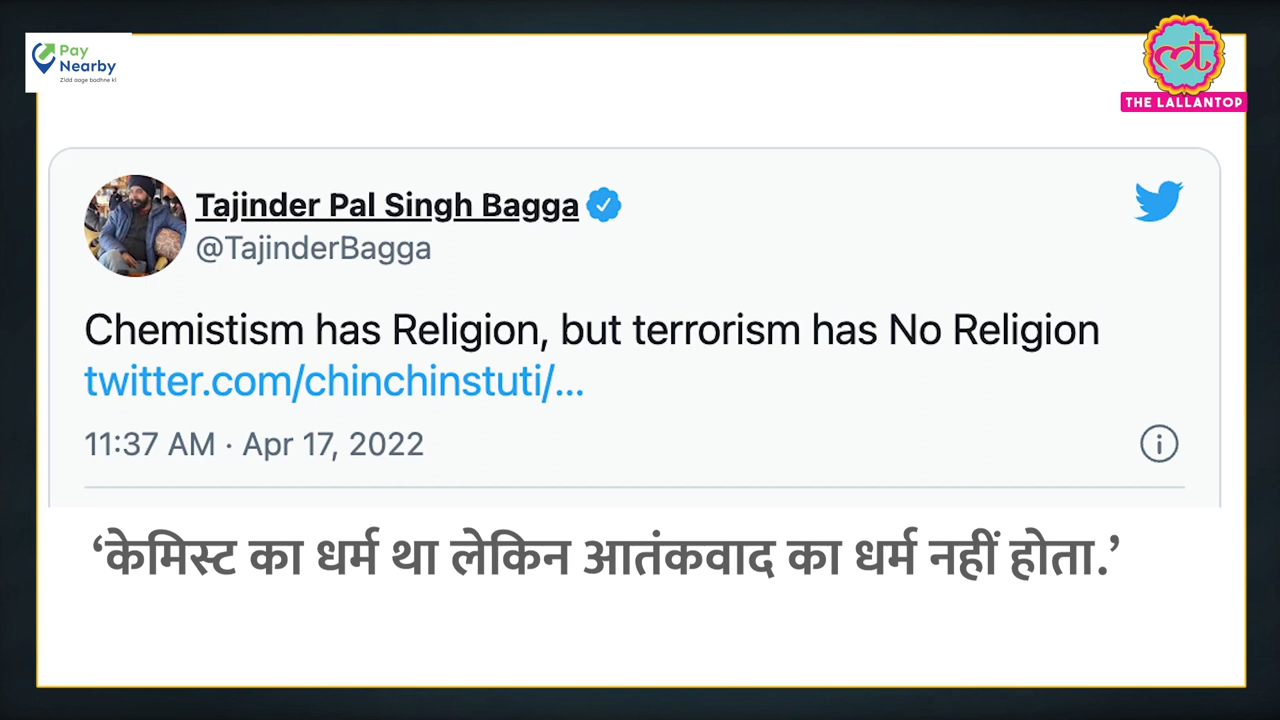 Pay
Nearby
Zidd aage badhne ki
THE LALLANTOP
Tajinder Pal Singh Bagga
@TajinderBagga
Chemistism has Religion, but terrorism has No Religion
twitter.com/chinchinstuti/...
11:37 AM · Apr 17, 2022
‘केमिस्ट का धर्म था लेकिन आतंकवाद का धर्म नहीं होता.’